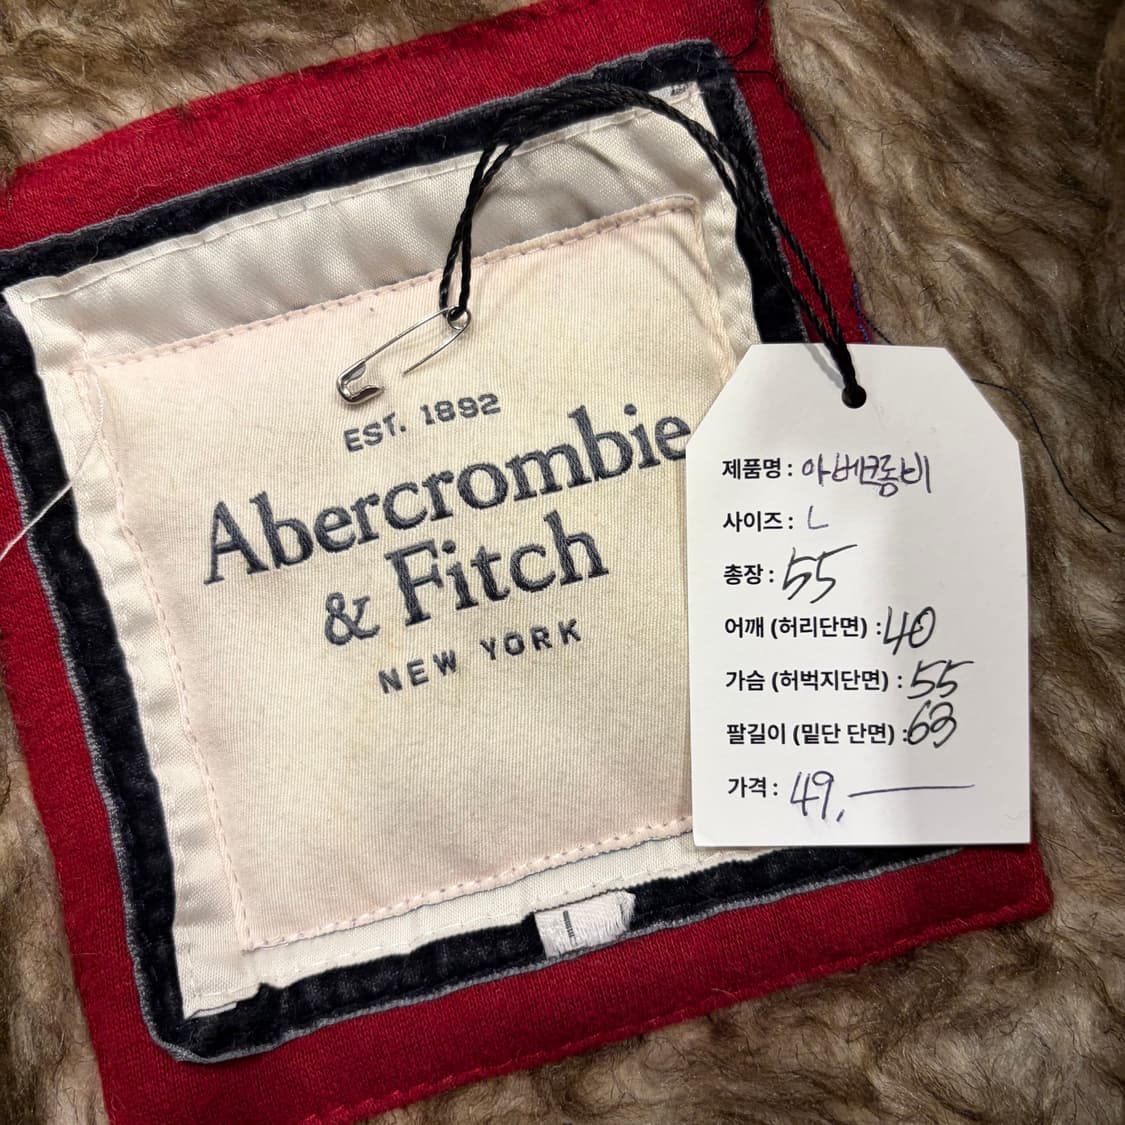 EST. 1892
Abercrombie
& Fitch
NEW YORK
L
제품명 : 아베크롬비
사이즈 : L
총장 : 55
어깨 (허리단면) : 40
가슴 (허벅지단면) : 55
팔길이 (밑단 단면) : 63
가격 : 49,—